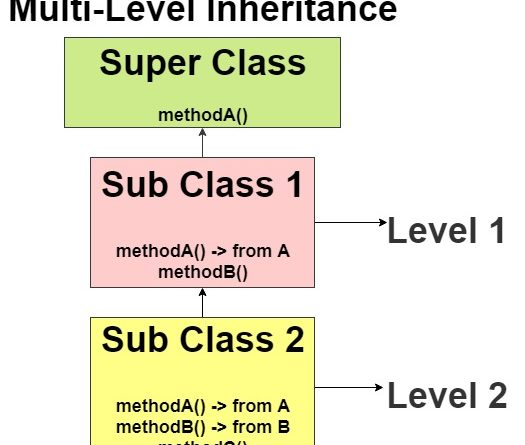 Multi-Level Inheritance
Super Class
methodA()
Sub Class 1
methodA() -> from A
methodB()
Level 1
Sub Class 2
methodA() -> from A
methodB() -> from B
methodC()
Level 2